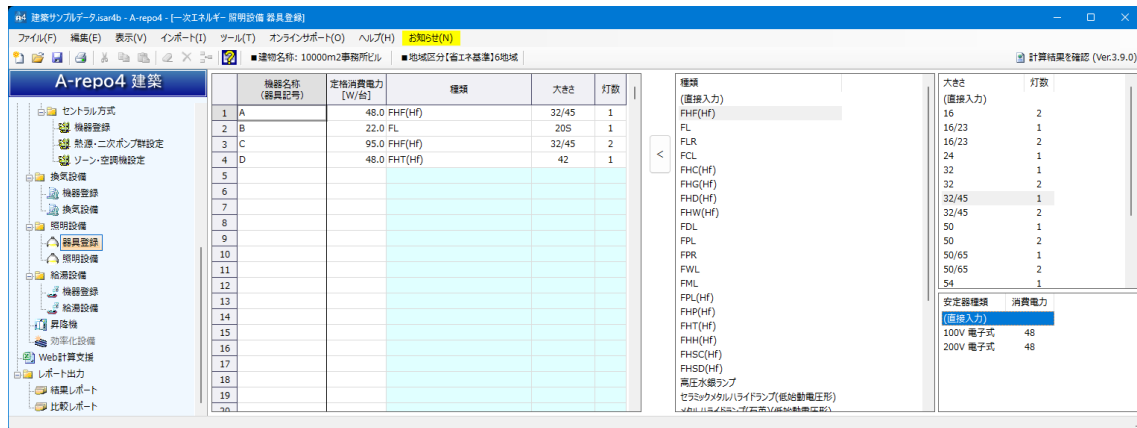 建築サンプルデータ.isar4b - A-repo4 - [一次エネルギー 照明設備 器具登録]
ファイル(F) 編集(E) 表示(V) インポート(I) ツール(T) オンラインサポート(O) ヘルプ(H) お知らせ(N)
■建物名称: 10000m2事務所ビル ■地域区分【省エネ基準】6地域 計算結果を確認 (Ver.3.9.0)
A-repo4 建築
セントラル方式
機器登録
熱源・二次ポンプ群設定
ゾーン・空調機設定
換気設備
機器登録
換気設備
照明設備
器具登録
照明設備
給湯設備
機器登録
給湯設備
昇降機
効率化設備
Web計算支援
レポート出力
結果レポート
比較レポート
機器名称 定格消費電力 種類 大きさ 灯数
(器具記号) [W/台]
1 A 48.0 FHF(Hf) 32/45 1
2 B 22.0 FL 20S 1
3 C 95.0 FHF(Hf) 32/45 2
4 D 48.0 FHT(Hf) 42 1
5
6
7
8
9
10
11
12
13
14
15
16
17
18
19
20
<
種類
(直接入力)
FHF(Hf)
FL
FLR
FCL
FHC(Hf)
FHG(Hf)
FHD(Hf)
FHW(Hf)
FDL
FPL
FPR
FWL
FML
FPL(Hf)
FHP(Hf)
FHT(Hf)
FHH(Hf)
FHSC(Hf)
FHSD(Hf)
高圧水銀ランプ
セラミックメタルハライドランプ(低始動電圧形)
メタルハライドランプ(石英)(低始動電圧形)
大きさ 灯数
(直接入力)
16 2
16/23 1
16/23 2
24 1
32 1
32 2
32/45 1
32/45 2
50 1
50 2
50/65 1
50/65 2
54 1
安定器種類 消費電力
(直接入力)
100V 電子式 48
200V 電子式 48